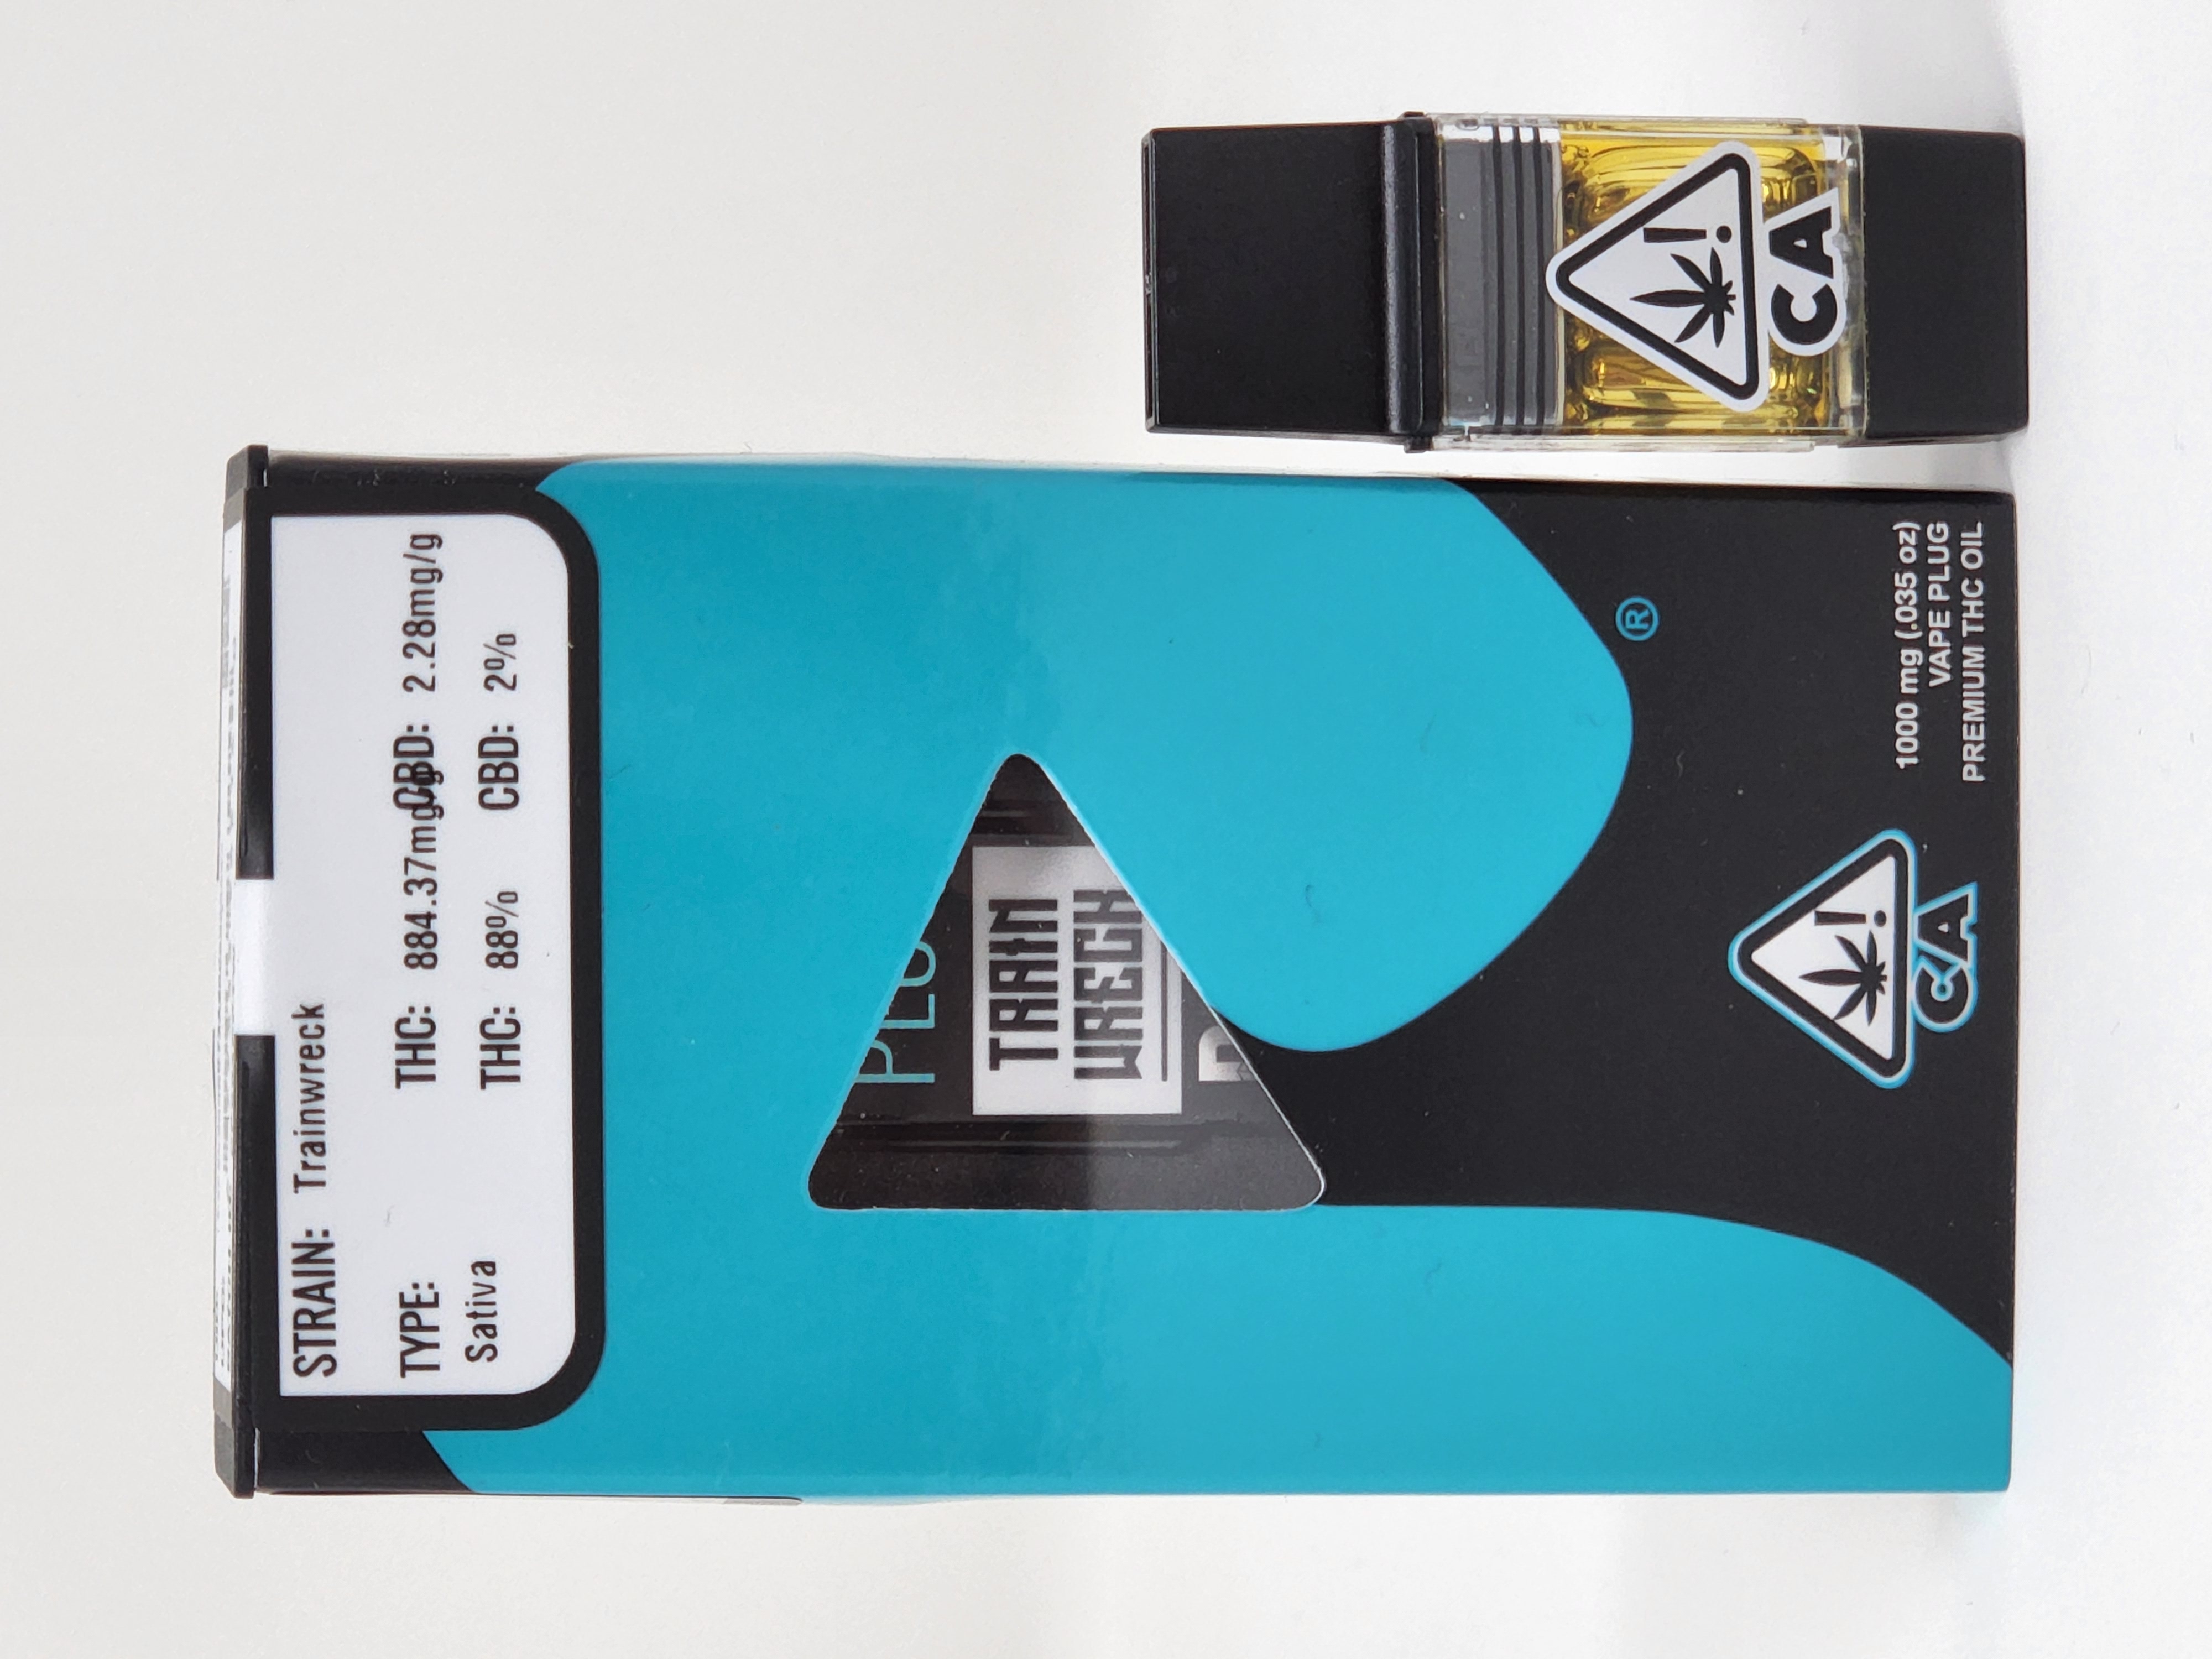 STRAIN: Trainwreck
TYPE: THC: 884.37mg/g CBD: 2.28mg/g
Sativa THC: 88% CBD: 2%
TRAIN
WRECK
®
CA
1000 mg (.035 oz)
VAPE PLUG
PREMIUM THC OIL
CA